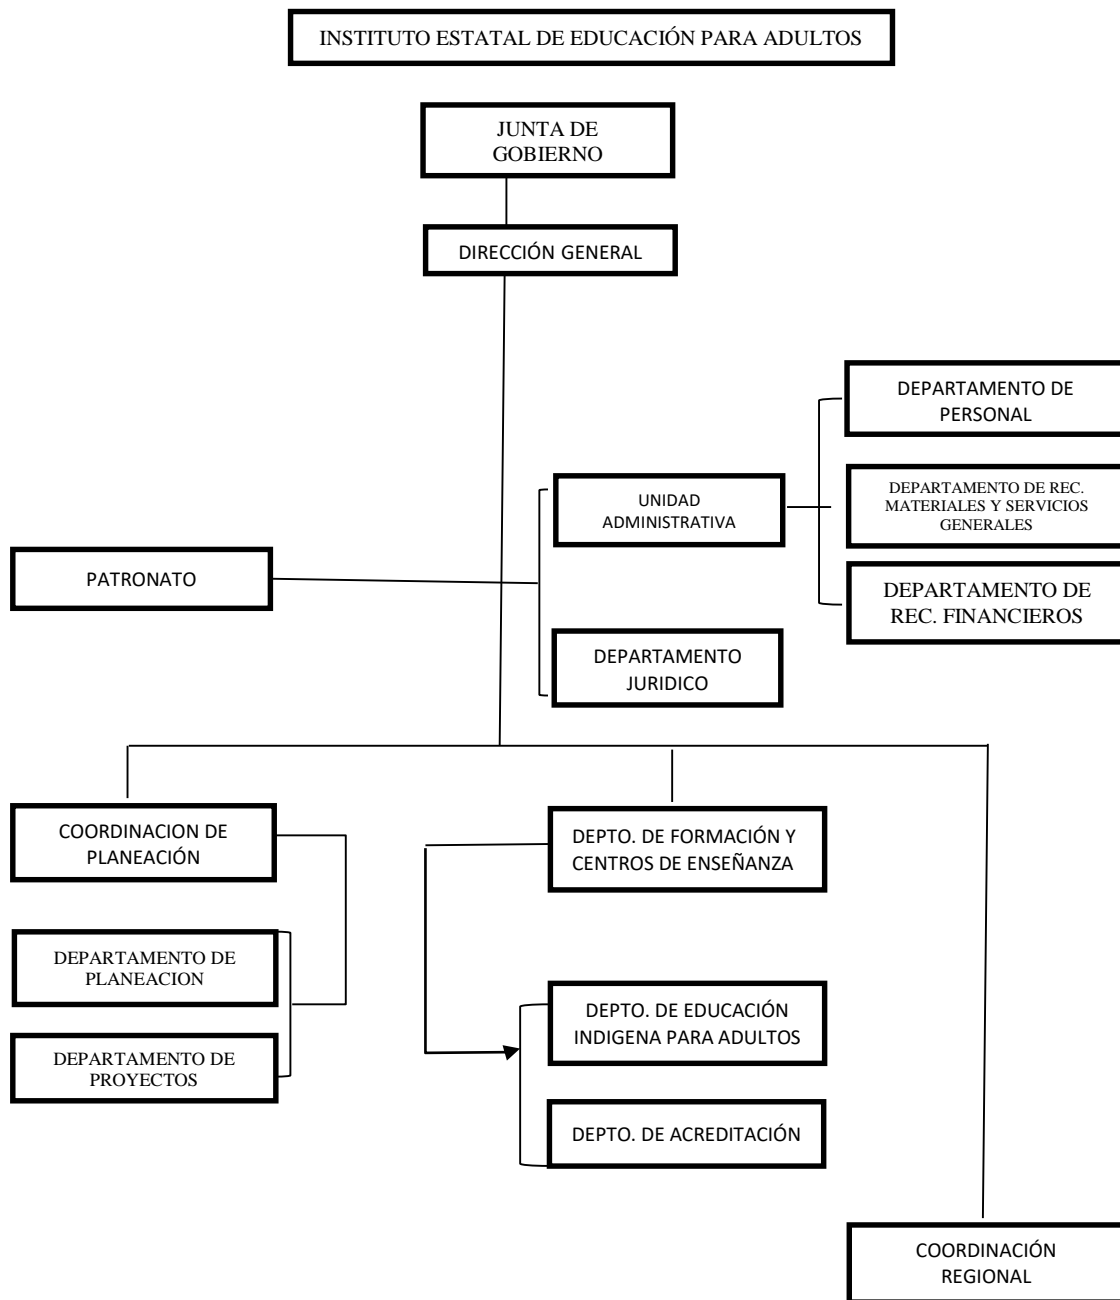 INSTITUTO ESTATAL DE EDUCACIÓN PARA ADULTOS
JUNTA DE
GOBIERNO
DIRECCIÓN GENERAL
DEPARTAMENTO DE
PERSONAL
UNIDAD
ADMINISTRATIVA
DEPARTAMENTO DE REC.
MATERIALES Y SERVICIOS
GENERALES
PATRONATO
DEPARTAMENTO DE
REC. FINANCIEROS
DEPARTAMENTO
JURIDICO
COORDINACION DE
PLANEACIÓN
DEPTO. DE FORMACIÓN Y
CENTROS DE ENSEÑANZA
DEPARTAMENTO DE
PLANEACION
DEPARTAMENTO DE
PROYECTOS
DEPTO. DE EDUCACIÓN
INDIGENA PARA ADULTOS
DEPTO. DE ACREDITACIÓN
COORDINACIÓN
REGIONAL